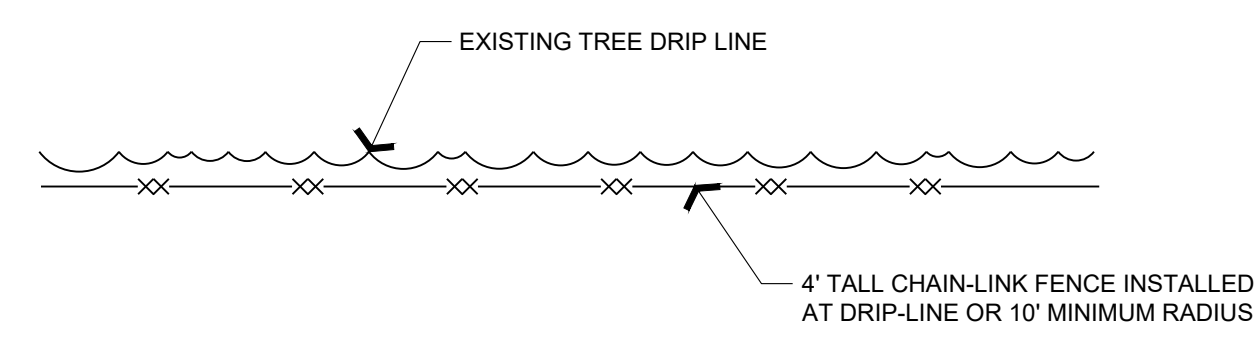 EXISTING TREE DRIP LINE
4' TALL CHAIN-LINK FENCE INSTALLED
AT DRIP-LINE OR 10' MINIMUM RADIUS